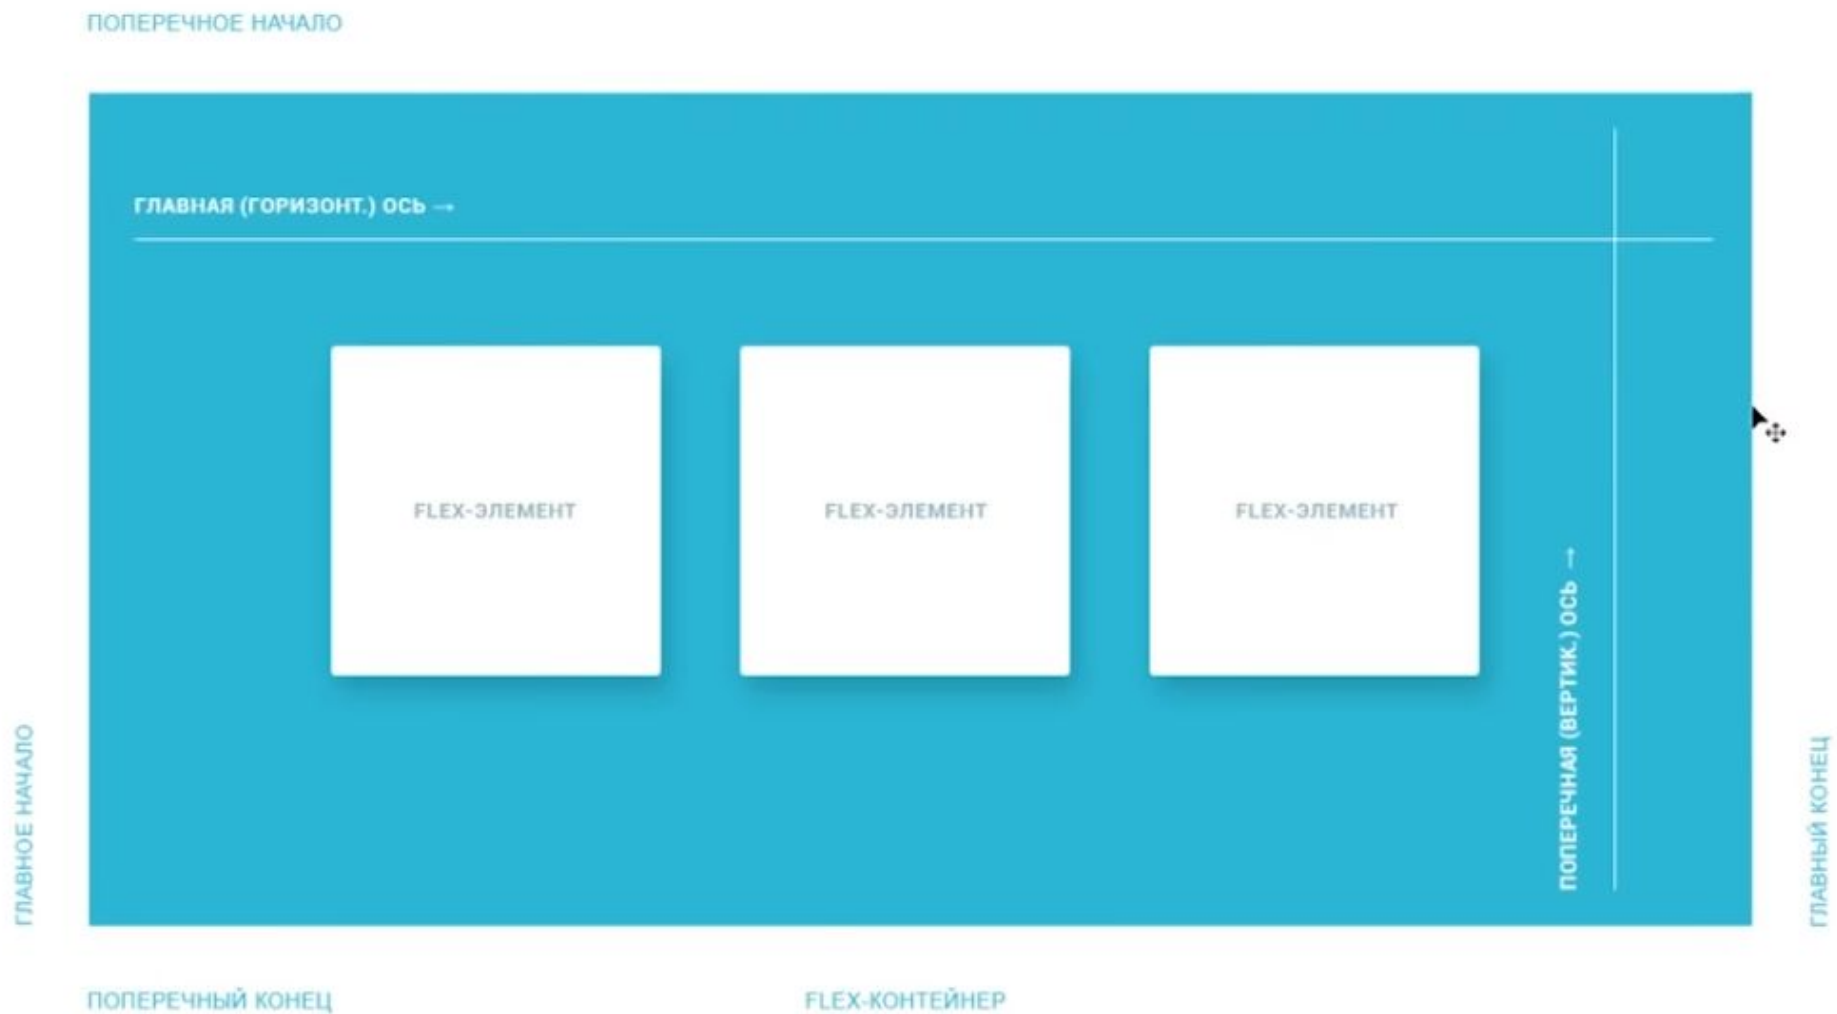 ПОПЕРЕЧНОЕ НАЧАЛО
ГЛАВНАЯ (ГОРИЗОНТ.) ОСЬ →
FLEX-ЭЛЕМЕНТ
FLEX-ЭЛЕМЕНТ
FLEX-ЭЛЕМЕНТ
ПОПЕРЕЧНАЯ (ВЕРТИК.) ОСЬ →
ГЛАВНОЕ НАЧАЛО
ГЛАВНЫЙ КОНЕЦ
ПОПЕРЕЧНЫЙ КОНЕЦ
FLEX-КОНТЕЙНЕР